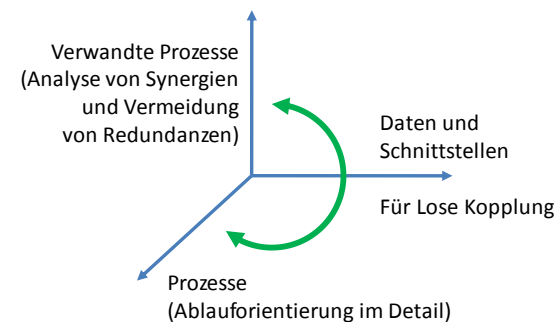 Verwandte Prozesse
(Analyse von Synergien
und Vermeidung
von Redundanzen)
Daten und
Schnittstellen
Für Lose Kopplung
Prozesse
(Ablauforientierung im Detail)